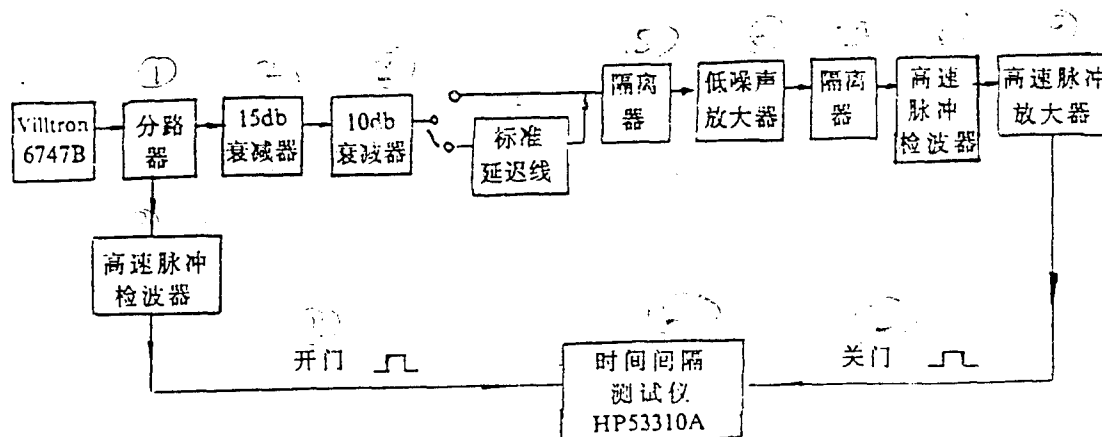 ①
Villtron
6747B
分路
器
15db
衰减器
10db
衰减器
标准
延迟线
隔离
器
低噪声
放大器
隔离
器
高速
脉冲
检波器
高速脉冲
放大器
高速脉冲
检波器
开门
时间间隔
测试仪
HP53310A
关门